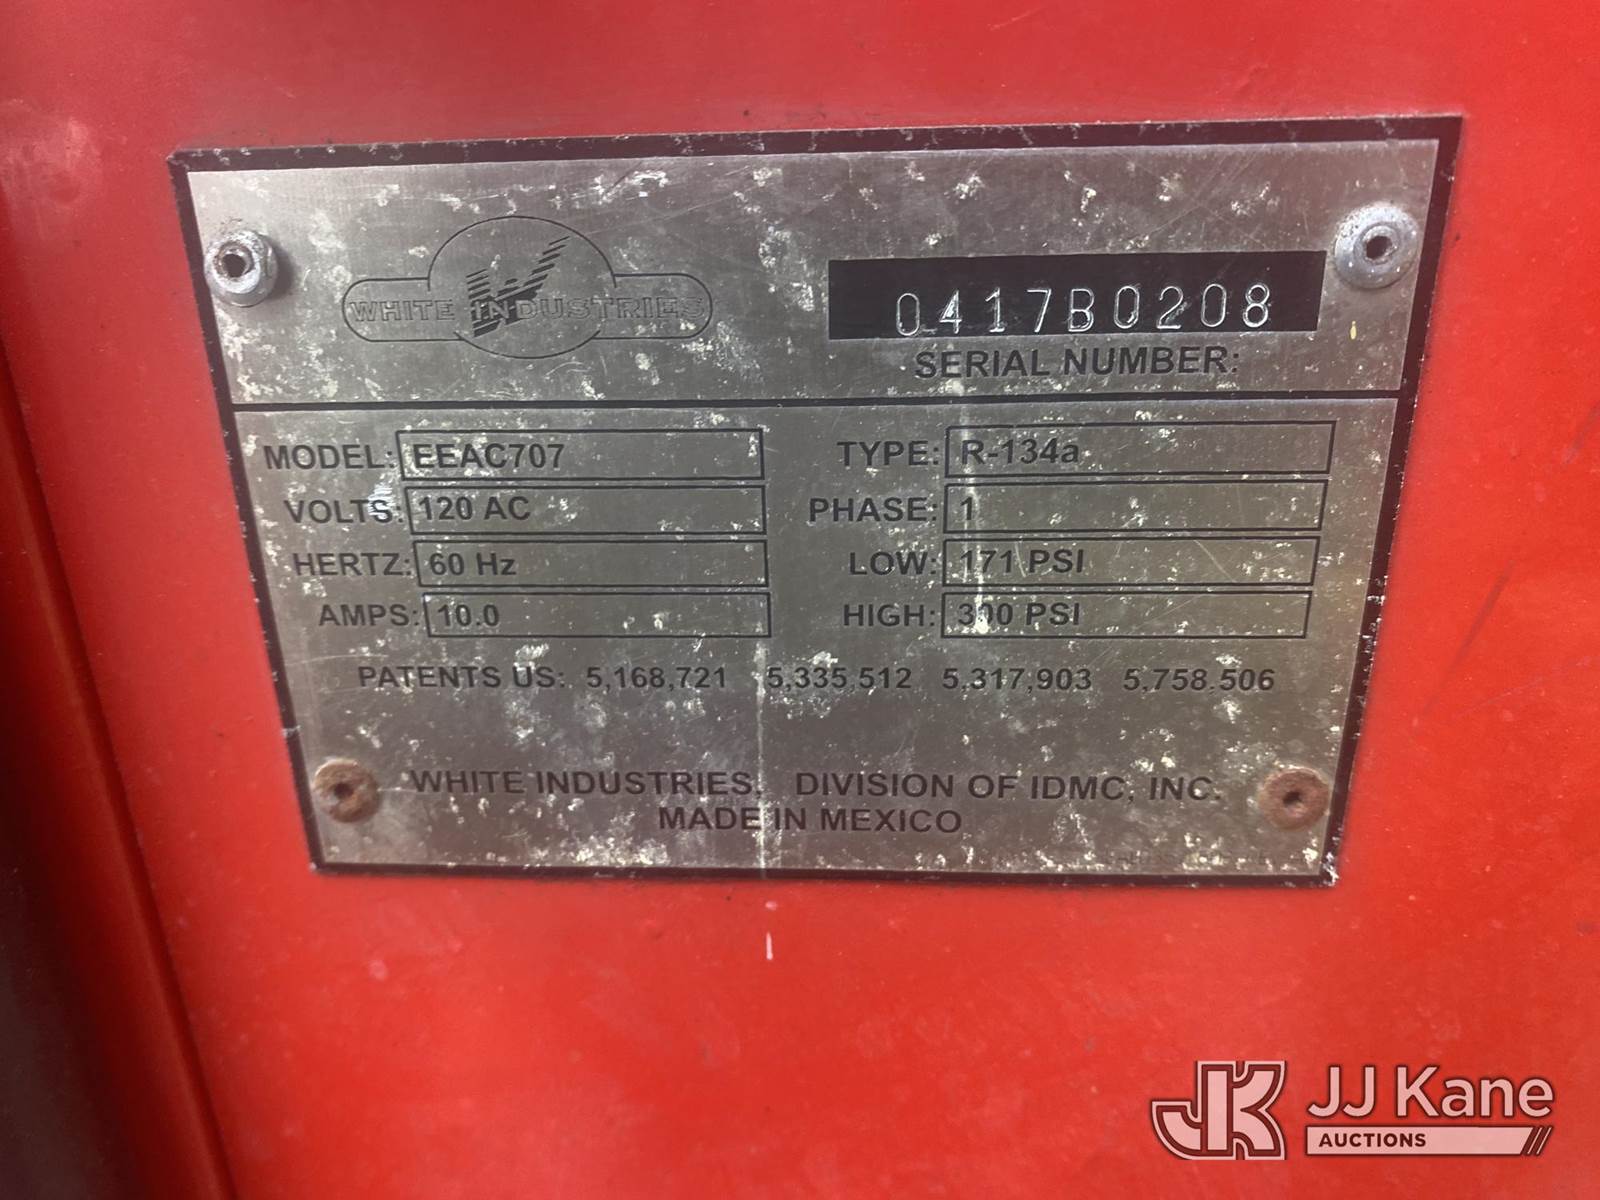 WHITE INDUSTRIES
0417B0208
SERIAL NUMBER:
MODEL: EEAC707
TYPE: R-134a
VOLTS: 120 AC
PHASE: 1
HERTZ: 60 Hz
LOW: 171 PSI
AMPS: 10.0
HIGH: 300 PSI
PATENTS US: 5,168,721 5,335,512 5,317,903 5,758,506
WHITE INDUSTRIES, DIVISION OF IDMC, INC.
MADE IN MEXICO
JK JJ Kane
AUCTIONS